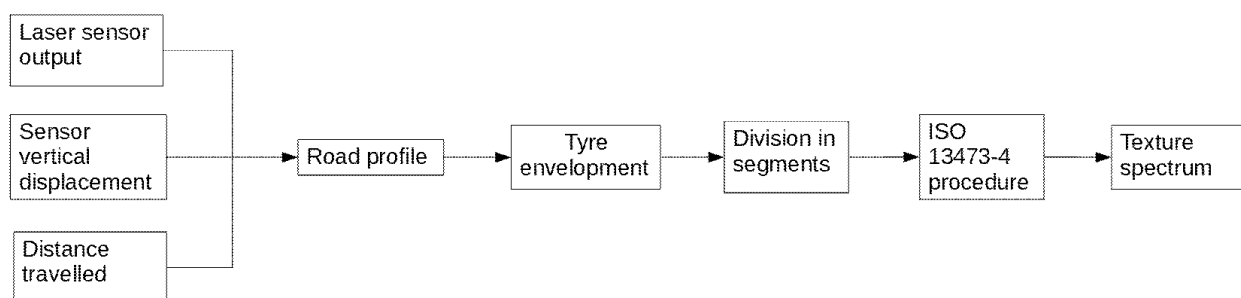 Laser sensor
output
Sensor
vertical
displacement
Distance
travelled
Road profile
Tyre
envelopment
Division in
segments
ISO
13473-4
procedure
Texture
spectrum